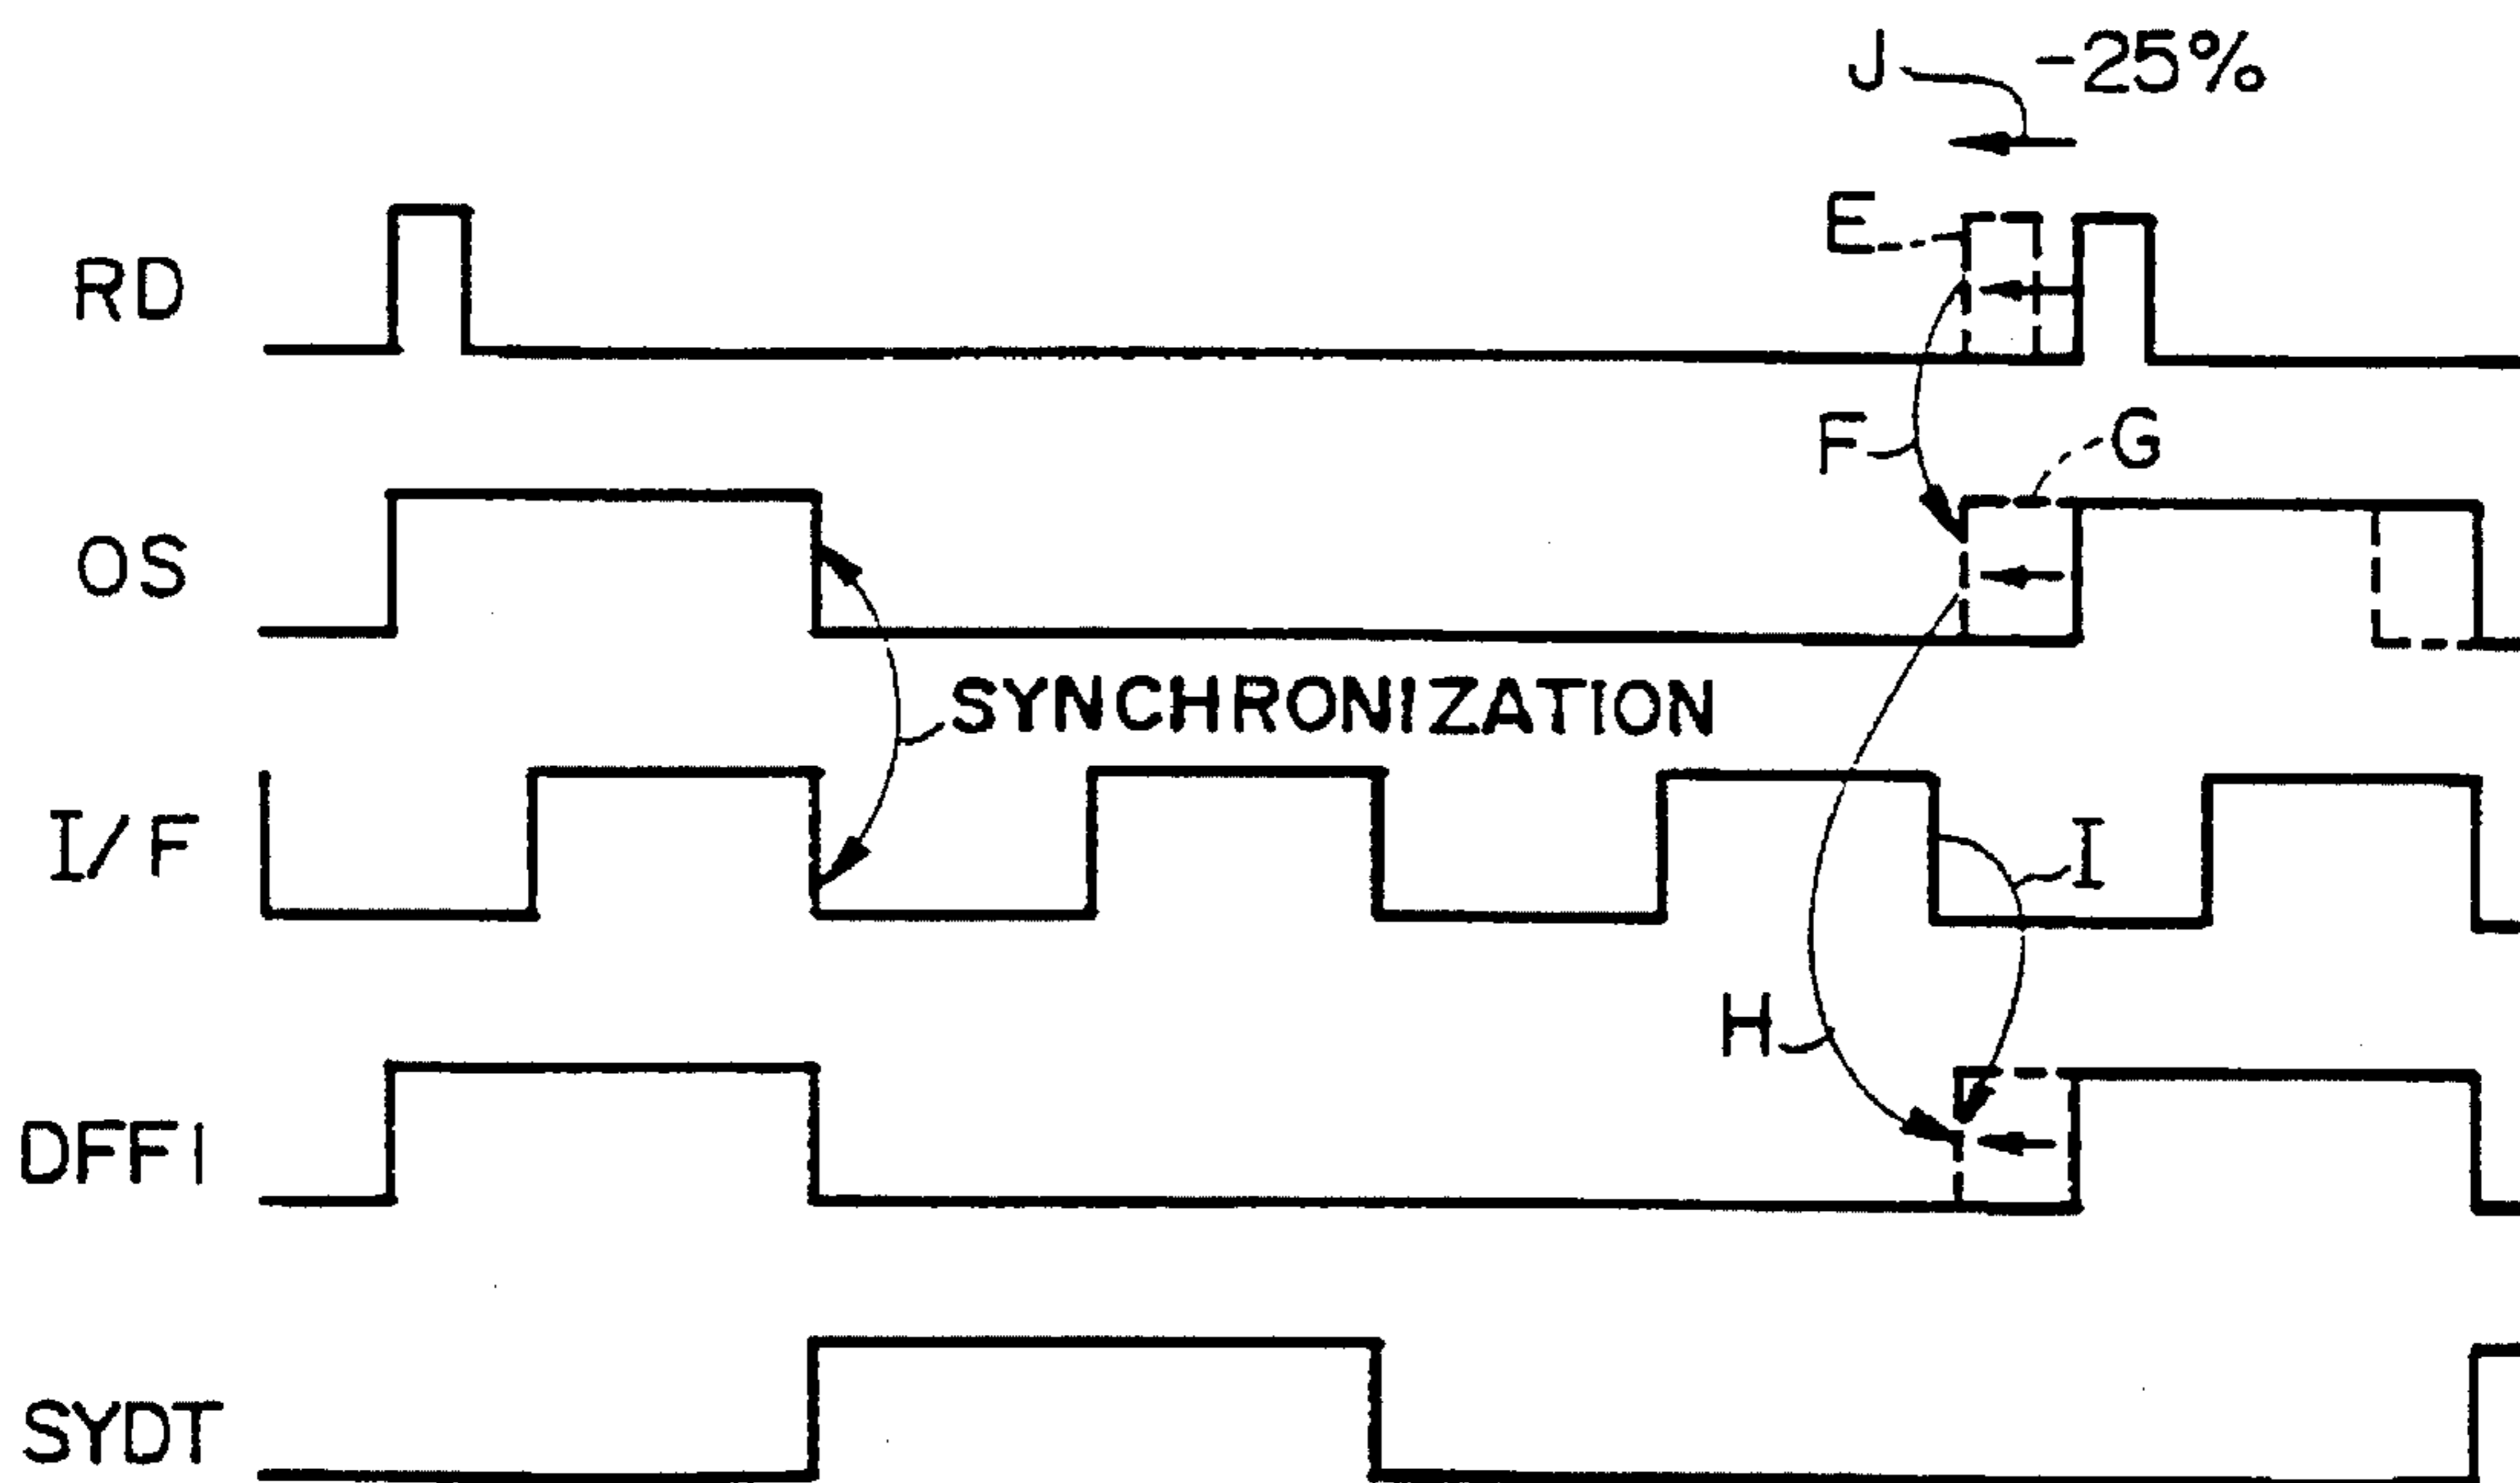 J -25%
E
RD
F
G
OS
SYNCHRONIZATION
I/F
I
H
DFF1
SYDT